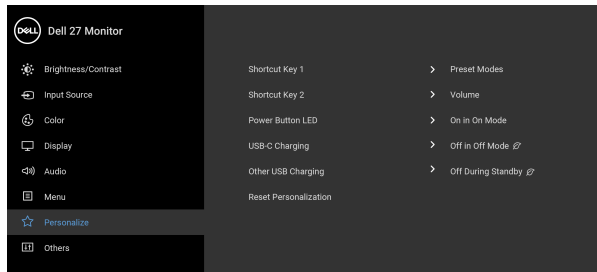 DELL Dell 27 Monitor
Brightness/Contrast Shortcut Key 1 > Preset Modes
Input Source Shortcut Key 2 > Volume
Color Power Button LED > On in On Mode
Display USB-C Charging > Off in Off Mode
Audio Other USB Charging > Off During Standby
Menu Reset Personalization
Personalize
Others